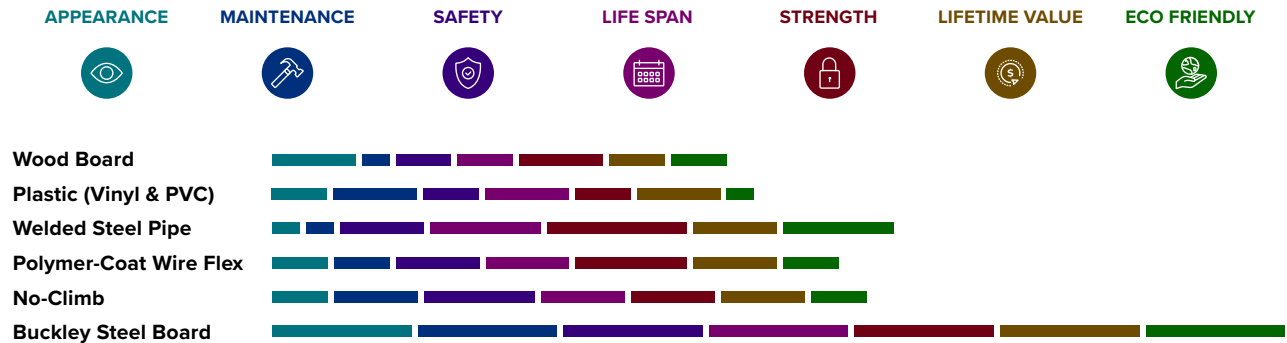 APPEARANCE MAINTENANCE SAFETY LIFE SPAN STRENGTH LIFETIME VALUE ECO FRIENDLY
$
Wood Board
Plastic (Vinyl & PVC)
Welded Steel Pipe
Polymer-Coat Wire Flex
No-Climb
Buckley Steel Board